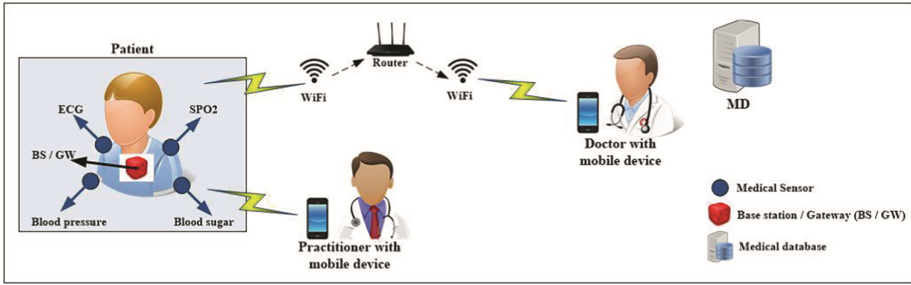 Patient
ECG
SPO2
BS / GW
Blood pressure
Blood sugar
WiFi
Router
WiFi
Practitioner with
mobile device
Doctor with
mobile device
MD
Medical Sensor
Base station / Gateway (BS / GW)
Medical database